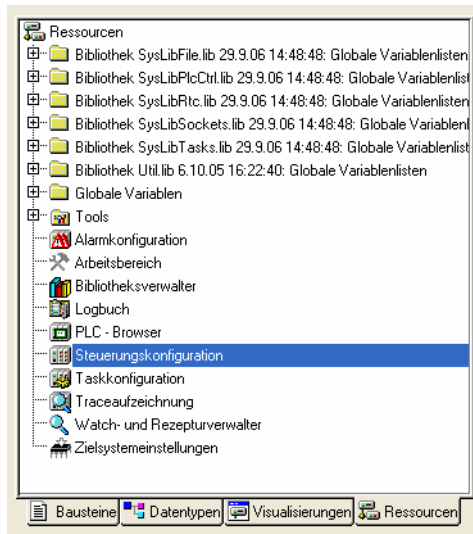 Ressourcen
Bibliothek SysLibFile.lib 29.9.06 14:48:48: Globale Variablenlisten
Bibliothek SysLibPlcCtrl.lib 29.9.06 14:48:48: Globale Variablenlist
Bibliothek SysLibRtc.lib 29.9.06 14:48:48: Globale Variablenlisten
Bibliothek SysLibSockets.lib 29.9.06 14:48:48: Globale Variablenl
Bibliothek SysLibTasks.lib 29.9.06 14:48:48: Globale Variablenlist
Bibliothek Util.lib 6.10.05 16:22:40: Globale Variablenlisten
Globale Variablen
Tools
Alarmkonfiguration
Arbeitsbereich
Bibliotheksverwalter
Logbuch
PLC - Browser
Steuerungskonfiguration
Taskkonfiguration
Traceaufzeichnung
Watch- und Rezepturverwalter
Zielsystemeinstellungen
Bausteine Datentypen Visualisierungen Ressourcen